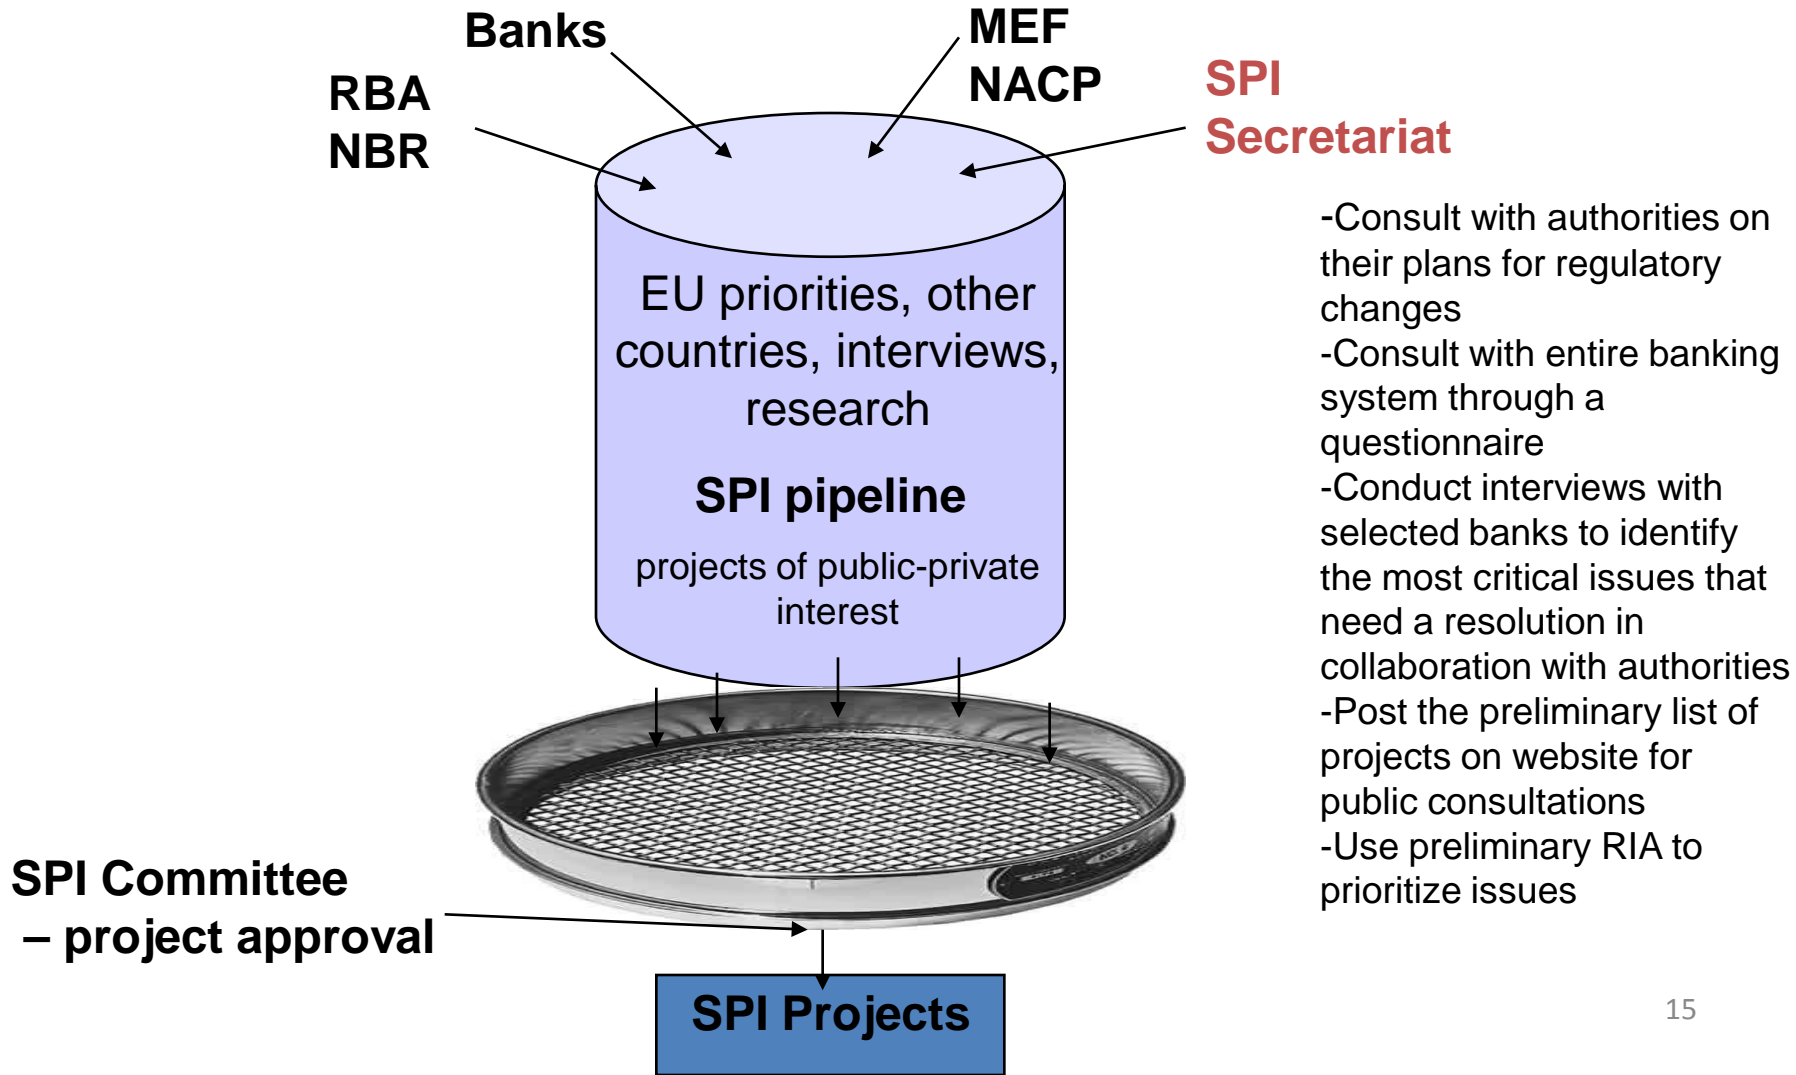 Banks
MEF
NACP
RBA
NBR
SPI
Secretariat
EU priorities, other
countries, interviews,
research
SPI pipeline
projects of public-private
interest
-Consult with authorities on
their plans for regulatory
changes
-Consult with entire banking
system through a
questionnaire
-Conduct interviews with
selected banks to identify
the most critical issues that
need a resolution in
collaboration with authorities
-Post the preliminary list of
projects on website for
public consultations
-Use preliminary RIA to
prioritize issues
SPI Committee
– project approval
SPI Projects
15